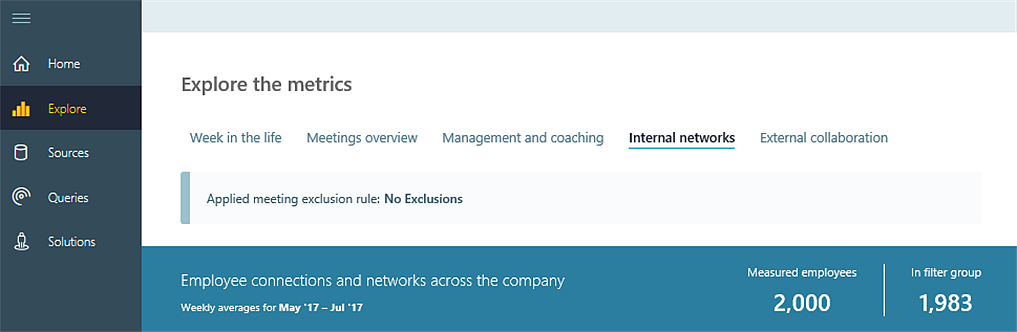 Home
Explore
Sources
Queries
Solutions
Explore the metrics
Week in the life Meetings overview Management and coaching Internal networks External collaboration
Applied meeting exclusion rule: No Exclusions
Employee connections and networks across the company
Weekly averages for May '17 – Jul '17
Measured employees
2,000
In filter group
1,983